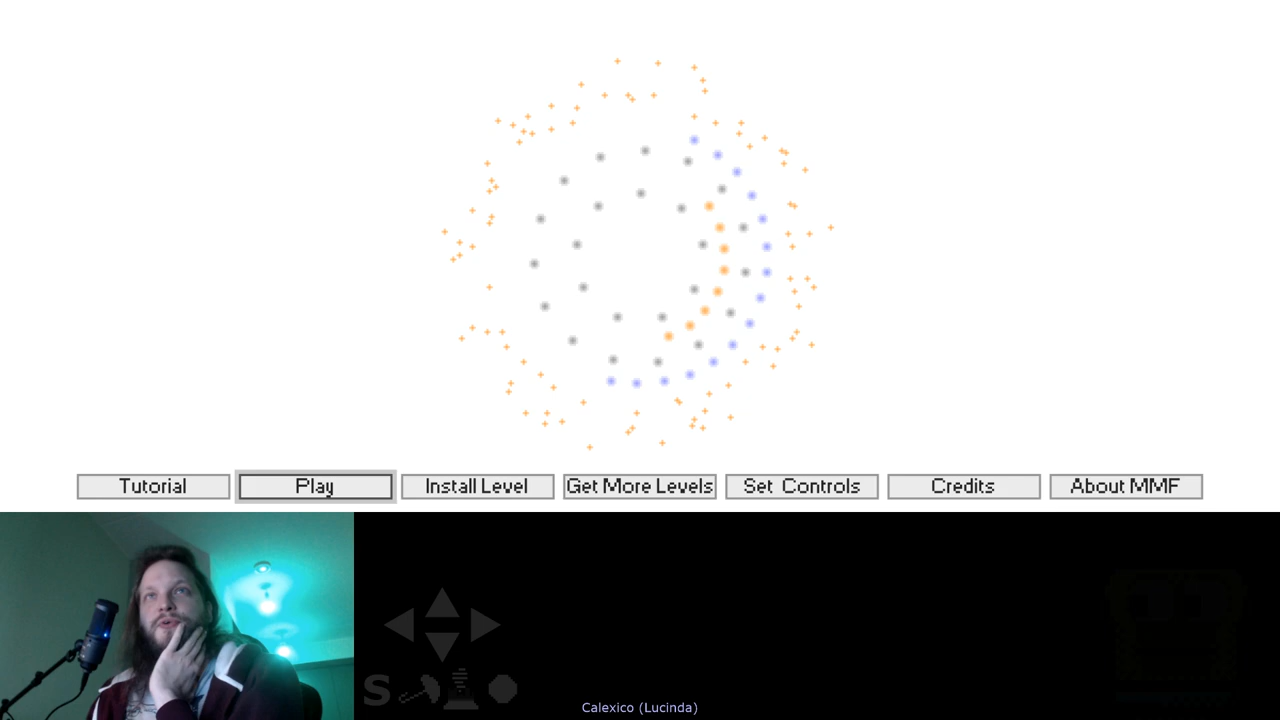 Tutorial
Play
Install Level
Get More Levels
Set Controls
Credits
About MMF
S
Calexico (Lucinda)